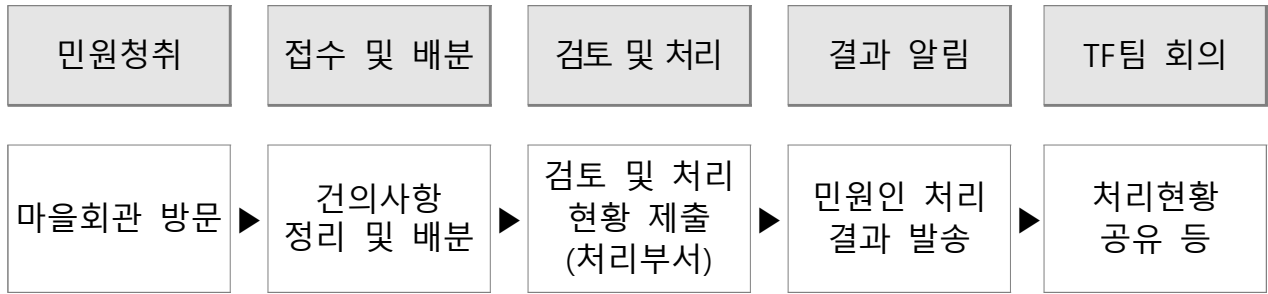 민원청취
접수 및 배분
검토 및 처리
결과 알림
TF팀 회의
마을회관 방문
▶
건의사항
정리 및 배분
▶
검토 및 처리
현황 제출
(처리부서)
▶
민원인 처리
결과 발송
▶
처리현황
공유 등